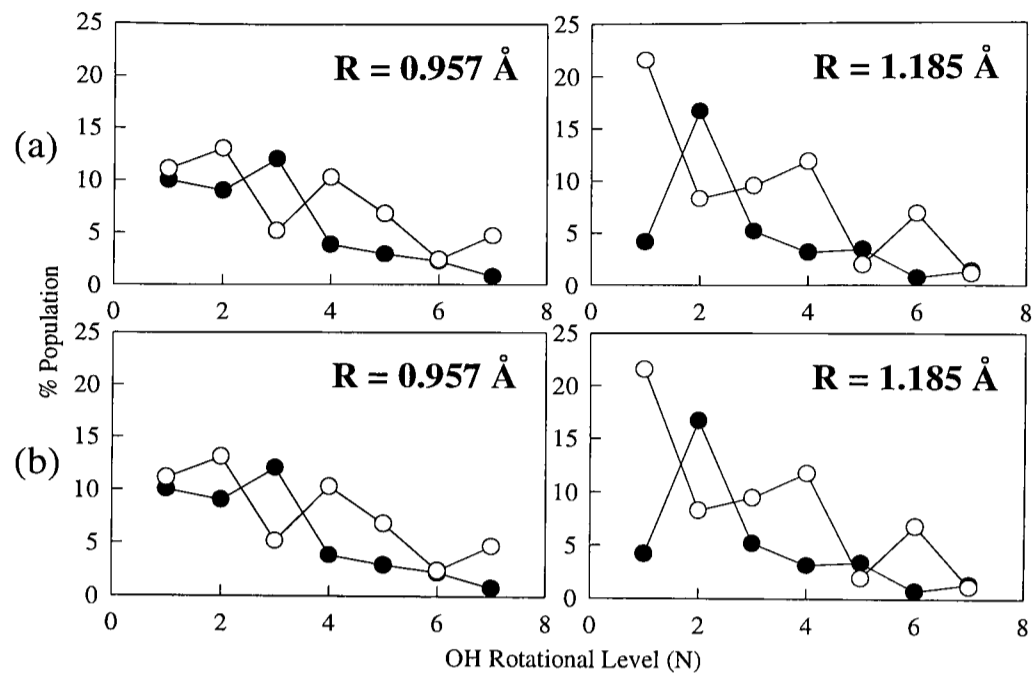 25 25
R = 0.957 Å R = 1.185 Å
20 20
(a)
15 15
10 10
5 5
0 0
0 2 4 6 8 0 2 4 6 8
% Population
25 25
R = 0.957 Å R = 1.185 Å
20 20
(b)
15 15
10 10
5 5
0 0
0 2 4 6 8 0 2 4 6 8
OH Rotational Level (N)